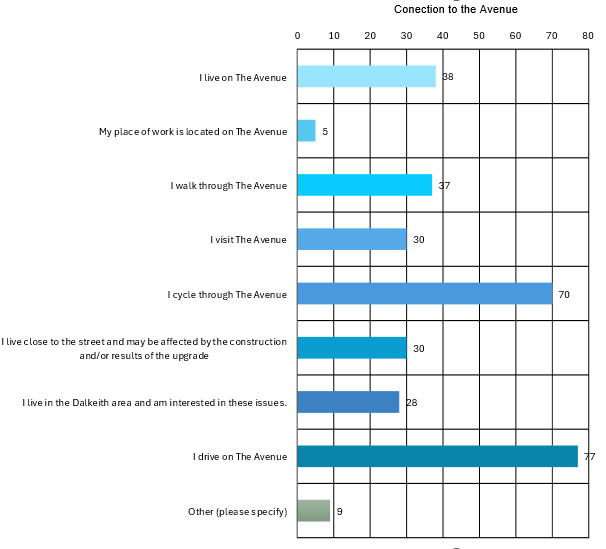 Conection to the Avenue
0 10 20 30 40 50 60 70 80
I live on The Avenue 38
My place of work is located on The Avenue 5
I walk through The Avenue 37
I visit The Avenue 30
I cycle through The Avenue 70
I live close to the street and may be affected by the construction
and/or results of the upgrade 30
I live in the Dalkeith area and am interested in these issues. 28
I drive on The Avenue 77
Other (please specify) 9